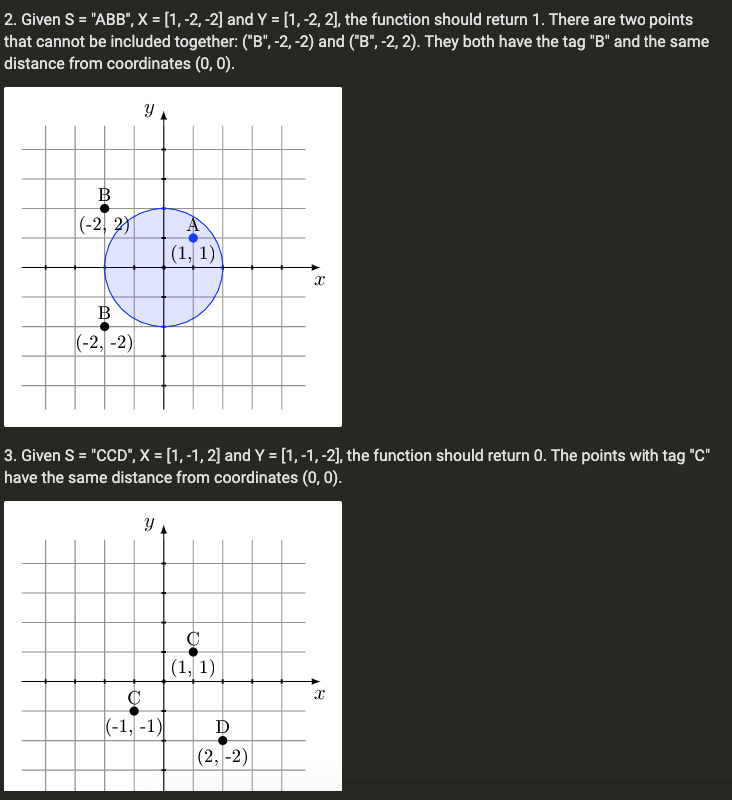 2. Given S = "ABB", X = [1, -2, -2] and Y = [1, -2, 2], the function should return 1. There are two points
that cannot be included together: ("B", -2, -2) and ("B", -2, 2). They both have the tag "B" and the same
distance from coordinates (0, 0).
y
B
(-2, 2)
A
(1, 1)
x
B
(-2, -2)
3. Given S = "CCD", X = [1, -1, 2] and Y = [1, -1, -2], the function should return 0. The points with tag "C"
have the same distance from coordinates (0, 0).
y
C
(1, 1)
x
C
(-1, -1)
D
(2, -2)